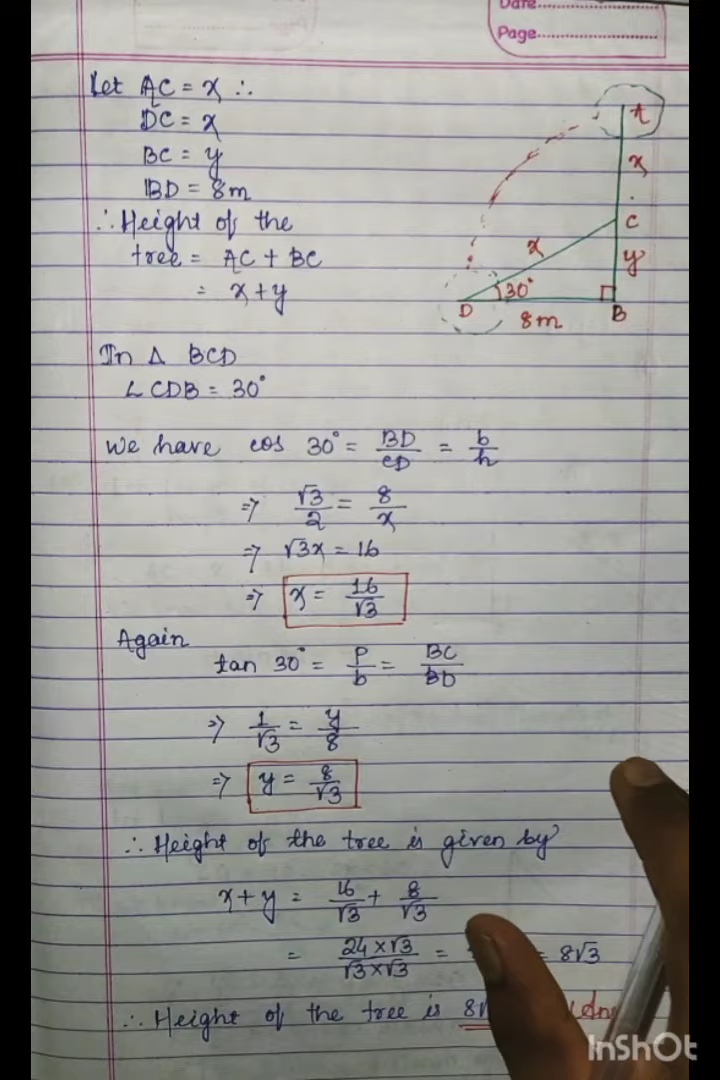 Date..................
Page..................
Let AC = x ∴
DC = x
BC = y
BD = 8m
∴ Height of the
tree = AC + BC
= x + y
A
x
C
x
y
30°
D
8m
B
In Δ BCD
∠CDB = 30°
We have cos 30° = BD/CD = b/h
⇒ √3/2 = 8/x
⇒ √3x = 16
⇒ x = 16/√3
Again
tan 30° = P/b = BC/BD
⇒ 1/√3 = y/8
⇒ y = 8/√3
∴ Height of the tree is given by
x + y = 16/√3 + 8/√3
= 24×√3/√3×√3 = = 8√3
∴ Height of the tree is
InShOt